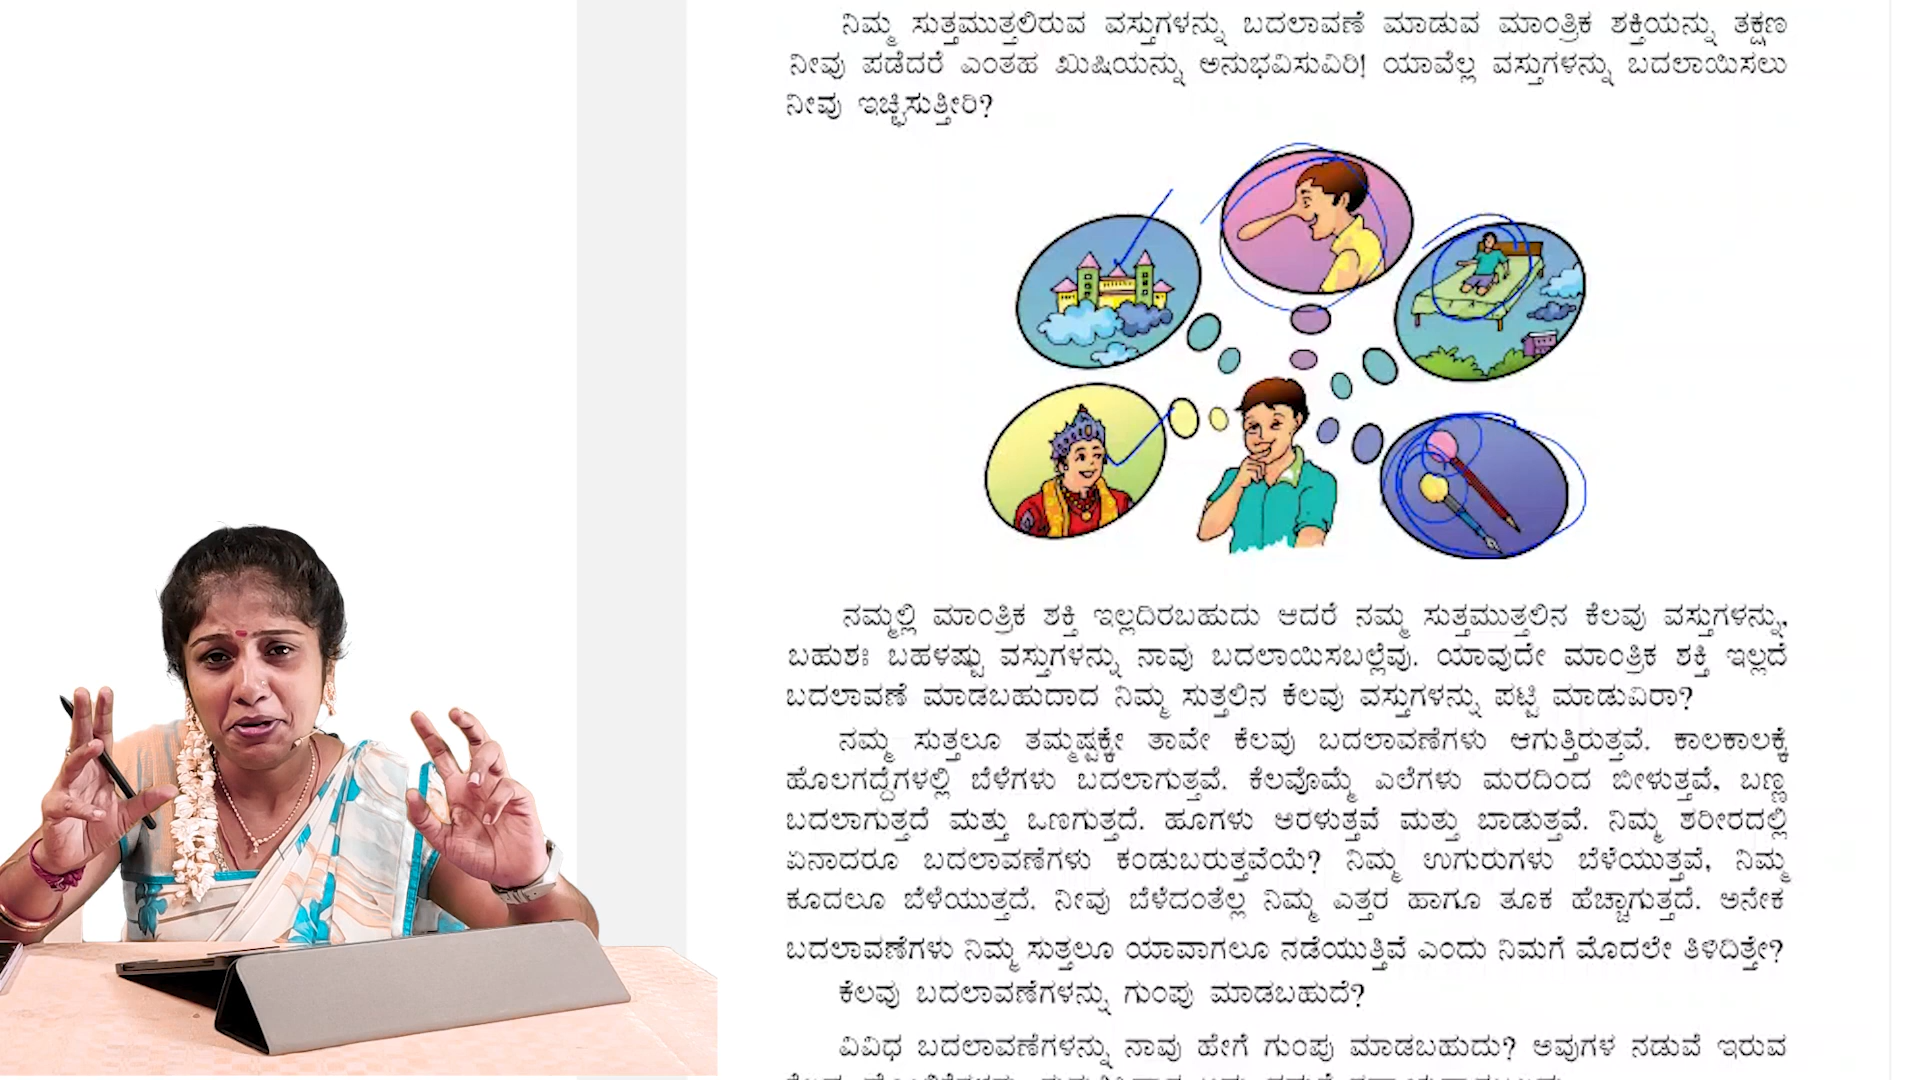 ನಿಮ್ಮ ಸುತ್ತಮುತ್ತಲಿರುವ ವಸ್ತುಗಳನ್ನು ಬದಲಾವಣೆ ಮಾಡುವ ಮಾಂತ್ರಿಕ ಶಕ್ತಿಯನ್ನು ತಕ್ಷಣ
ನೀವು ಪಡೆದರೆ ಎಂತಹ ಖುಷಿಯನ್ನು ಅನುಭವಿಸುವಿರಿ! ಯಾವೆಲ್ಲ ವಸ್ತುಗಳನ್ನು ಬದಲಾಯಿಸಲು
ನೀವು ಇಚ್ಛಿಸುತ್ತೀರಿ?
ನಮ್ಮಲ್ಲಿ ಮಾಂತ್ರಿಕ ಶಕ್ತಿ ಇಲ್ಲದಿರಬಹುದು ಆದರೆ ನಮ್ಮ ಸುತ್ತಮುತ್ತಲಿನ ಕೆಲವು ವಸ್ತುಗಳನ್ನು,
ಬಹುಶಃ ಬಹಳಷ್ಟು ವಸ್ತುಗಳನ್ನು ನಾವು ಬದಲಾಯಿಸಬಲ್ಲೆವು. ಯಾವುದೇ ಮಾಂತ್ರಿಕ ಶಕ್ತಿ ಇಲ್ಲದೆ
ಬದಲಾವಣೆ ಮಾಡಬಹುದಾದ ನಿಮ್ಮ ಸುತ್ತಲಿನ ಕೆಲವು ವಸ್ತುಗಳನ್ನು ಪಟ್ಟಿ ಮಾಡುವಿರಾ?
ನಮ್ಮ ಸುತ್ತಲೂ ತಮ್ಮಷ್ಟಕ್ಕೇ ತಾವೇ ಕೆಲವು ಬದಲಾವಣೆಗಳು ಆಗುತ್ತಿರುತ್ತವೆ. ಕಾಲಕಾಲಕ್ಕೆ
ಹೊಲಗದ್ದೆಗಳಲ್ಲಿ ಬೆಳೆಗಳು ಬದಲಾಗುತ್ತವೆ. ಕೆಲವೊಮ್ಮೆ ಎಲೆಗಳು ಮರದಿಂದ ಬೀಳುತ್ತವೆ, ಬಣ್ಣ
ಬದಲಾಗುತ್ತದೆ ಮತ್ತು ಒಣಗುತ್ತದೆ. ಹೂಗಳು ಅರಳುತ್ತವೆ ಮತ್ತು ಬಾಡುತ್ತವೆ. ನಿಮ್ಮ ಶರೀರದಲ್ಲಿ
ಏನಾದರೂ ಬದಲಾವಣೆಗಳು ಕಂಡುಬರುತ್ತವೆಯೆ? ನಿಮ್ಮ ಉಗುರುಗಳು ಬೆಳೆಯುತ್ತವೆ, ನಿಮ್ಮ
ಕೂದಲೂ ಬೆಳೆಯುತ್ತದೆ. ನೀವು ಬೆಳೆದಂತೆಲ್ಲ ನಿಮ್ಮ ಎತ್ತರ ಹಾಗೂ ತೂಕ ಹೆಚ್ಚಾಗುತ್ತದೆ. ಅನೇಕ
ಬದಲಾವಣೆಗಳು ನಿಮ್ಮ ಸುತ್ತಲೂ ಯಾವಾಗಲೂ ನಡೆಯುತ್ತಿವೆ ಎಂದು ನಿಮಗೆ ಮೊದಲೇ ತಿಳಿದಿತ್ತೇ?
ಕೆಲವು ಬದಲಾವಣೆಗಳನ್ನು ಗುಂಪು ಮಾಡಬಹುದೆ?
ವಿವಿಧ ಬದಲಾವಣೆಗಳನ್ನು ನಾವು ಹೇಗೆ ಗುಂಪು ಮಾಡಬಹುದು? ಅವುಗಳ ನಡುವೆ ಇರುವ